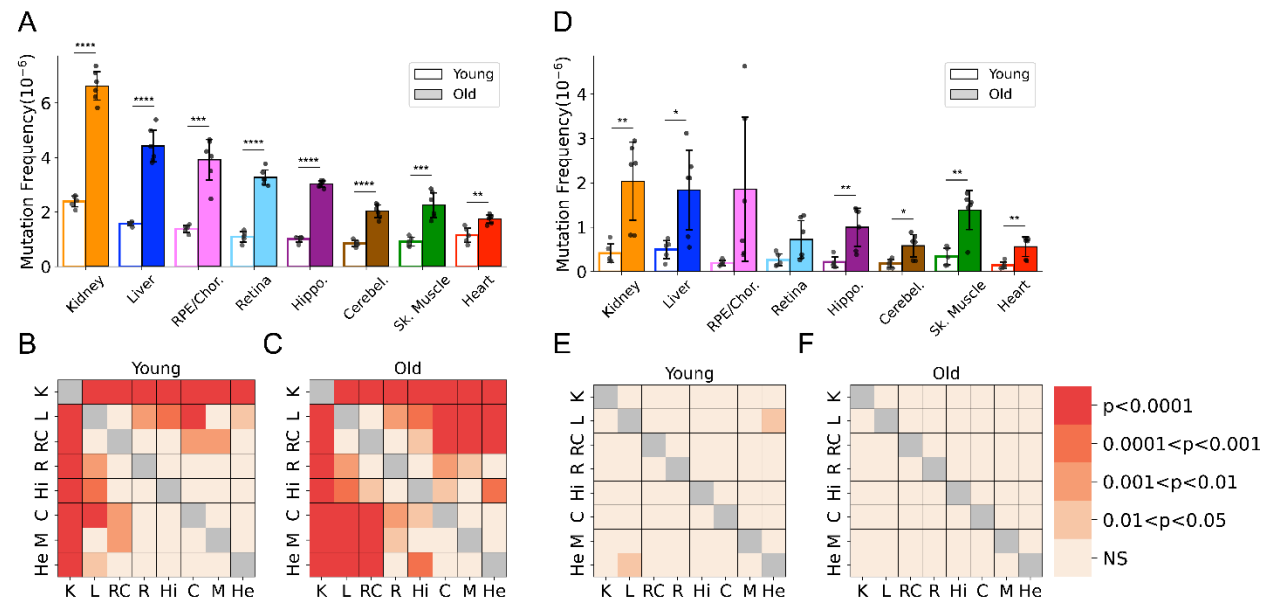 A
Mutation Frequency(10⁻⁶)
6
4
2
0
**** **** *** **** **** **** *** **
Young
Old
Kidney Liver RPE/Chor. Retina Hippo. Cerebel. Sk. Muscle Heart
D
Mutation Frequency(10⁻⁶)
4
3
2
1
0
** * ** * ** **
Young
Old
Kidney Liver RPE/Chor. Retina Hippo. Cerebel. Sk. Muscle Heart
B
Young
K
L
RC
R
Hi
C
M
He
K L RC R Hi C M He
C
Old
K
L
RC
R
Hi
C
M
He
K L RC R Hi C M He
E
Young
K
L
RC
R
Hi
C
M
He
K L RC R Hi C M He
F
Old
K
L
RC
R
Hi
C
M
He
K L RC R Hi C M He
p<0.0001
0.0001<p<0.001
0.001<p<0.01
0.01<p<0.05
NS